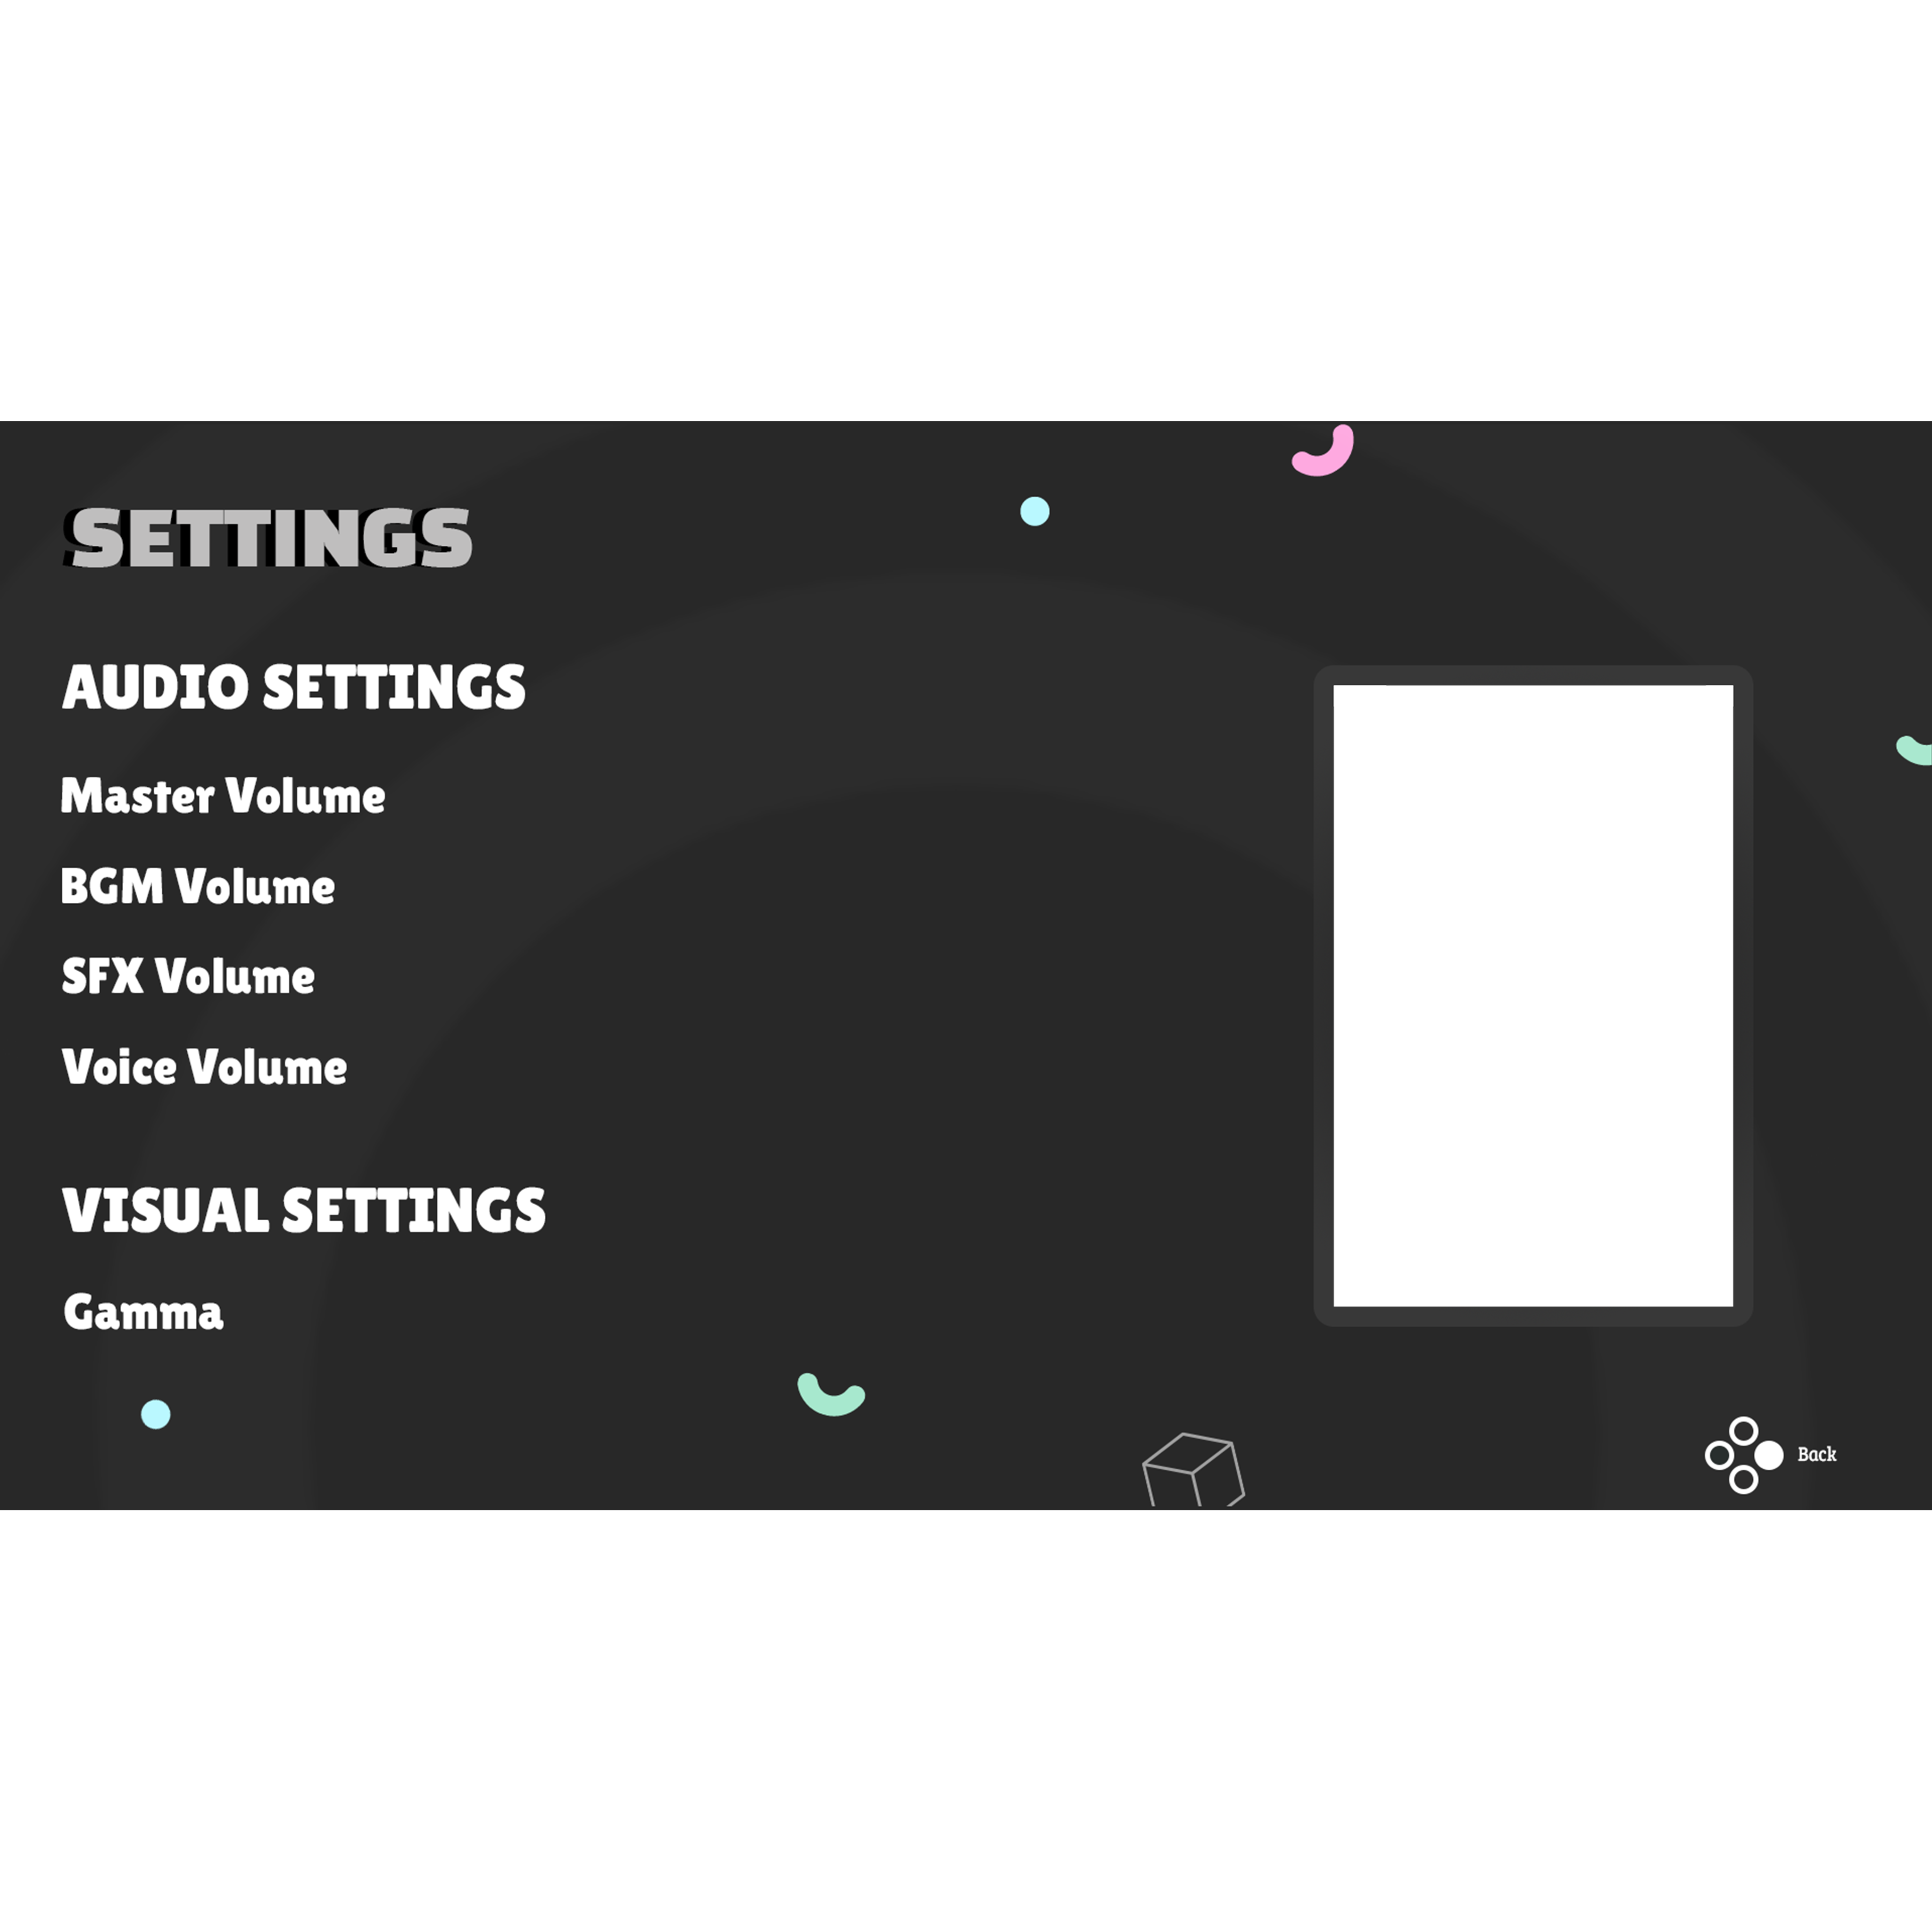 SETTINGS
AUDIO SETTINGS
Master Volume
BGM Volume
SFX Volume
Voice Volume
VISUAL SETTINGS
Gamma
Back